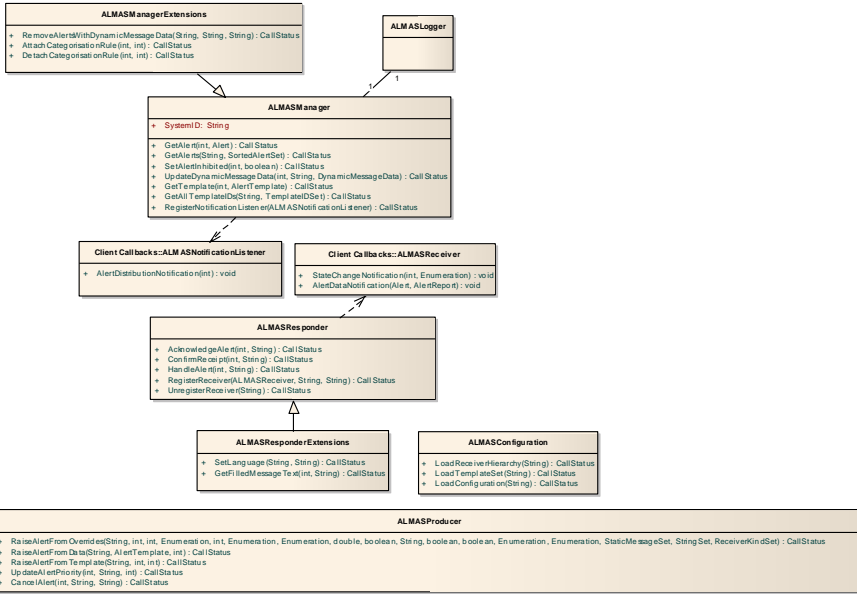 ALMASManagerExtensions
+ RemoveAlertsWithDynamicMessageData(String, String, String) : CallStatus
+ AttachCategorisationRule(int, int) : CallStatus
+ DetachCategorisationRule(int, int) : CallStatus
ALMASLogger
1
1
ALMASManager
+ SystemID: String
+ GetAlert(int, Alert) : CallStatus
+ GetAlerts(String, SortedAlertSet) : CallStatus
+ SetAlertInhibited(int, boolean) : CallStatus
+ UpdateDynamicMessageData(int, String, DynamicMessageData) : CallStatus
+ GetTemplate(int, AlertTemplate) : CallStatus
+ GetAllTemplateIDs(String, TemplateIDSet) : CallStatus
+ RegisterNotificationListener(ALMASNotificationListener) : CallStatus
Client Callbacks::ALMASNotificationListener
+ AlertDistributionNotification(int) : void
Client Callbacks::ALMASReceiver
+ StateChangeNotification(int, Enumeration) : void
+ AlertDataNotification(Alert, AlertReport) : void
ALMASResponder
+ AcknowledgeAlert(int, String) : CallStatus
+ ConfirmReceipt(int, String) : CallStatus
+ HandleAlert(int, String) : CallStatus
+ RegisterReceiver(ALMASReceiver, String, String) : CallStatus
+ UnregisterReceiver(String) : CallStatus
ALMASResponderExtensions
+ SetLanguage(String, String) : CallStatus
+ GetFilledMessageText(int, String) : CallStatus
ALMASConfiguration
+ LoadReceiverHierarchy(String) : CallStatus
+ LoadTemplateSet(String) : CallStatus
+ LoadConfiguration(String) : CallStatus
ALMASProducer
+ RaiseAlertFromOverrides(String, int, int, Enumeration, int, Enumeration, Enumeration, double, boolean, String, boolean, boolean, Enumeration, Enumeration, StaticMessageSet, StringSet, ReceiverKindSet) : CallStatus
+ RaiseAlertFromData(String, AlertTemplate, int) : CallStatus
+ RaiseAlertFromTemplate(String, int, int) : CallStatus
+ UpdateAlertPriority(int, String, int) : CallStatus
+ CancelAlert(int, String, String) : CallStatus